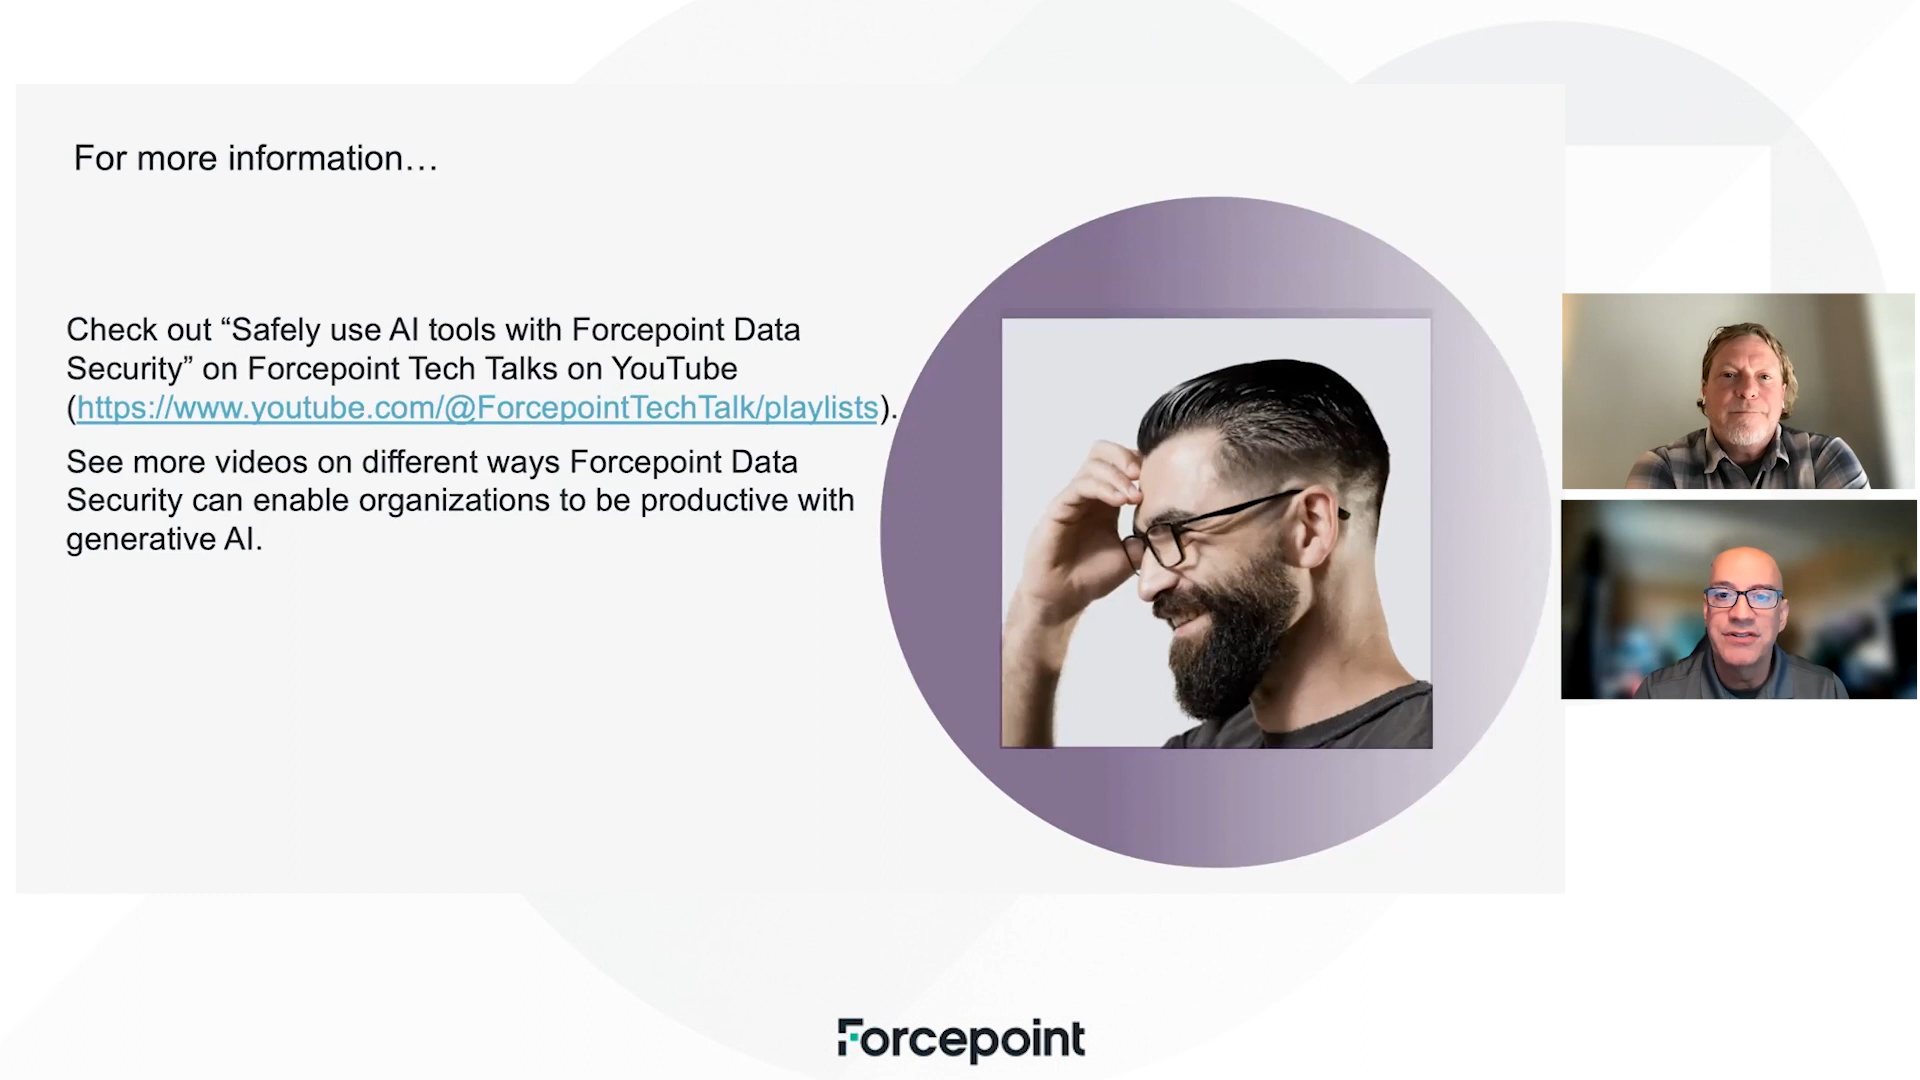 For more information…
Check out “Safely use AI tools with Forcepoint Data
Security” on Forcepoint Tech Talks on YouTube
(https://www.youtube.com/@ForcepointTechTalk/playlists).
See more videos on different ways Forcepoint Data
Security can enable organizations to be productive with
generative AI.
Forcepoint